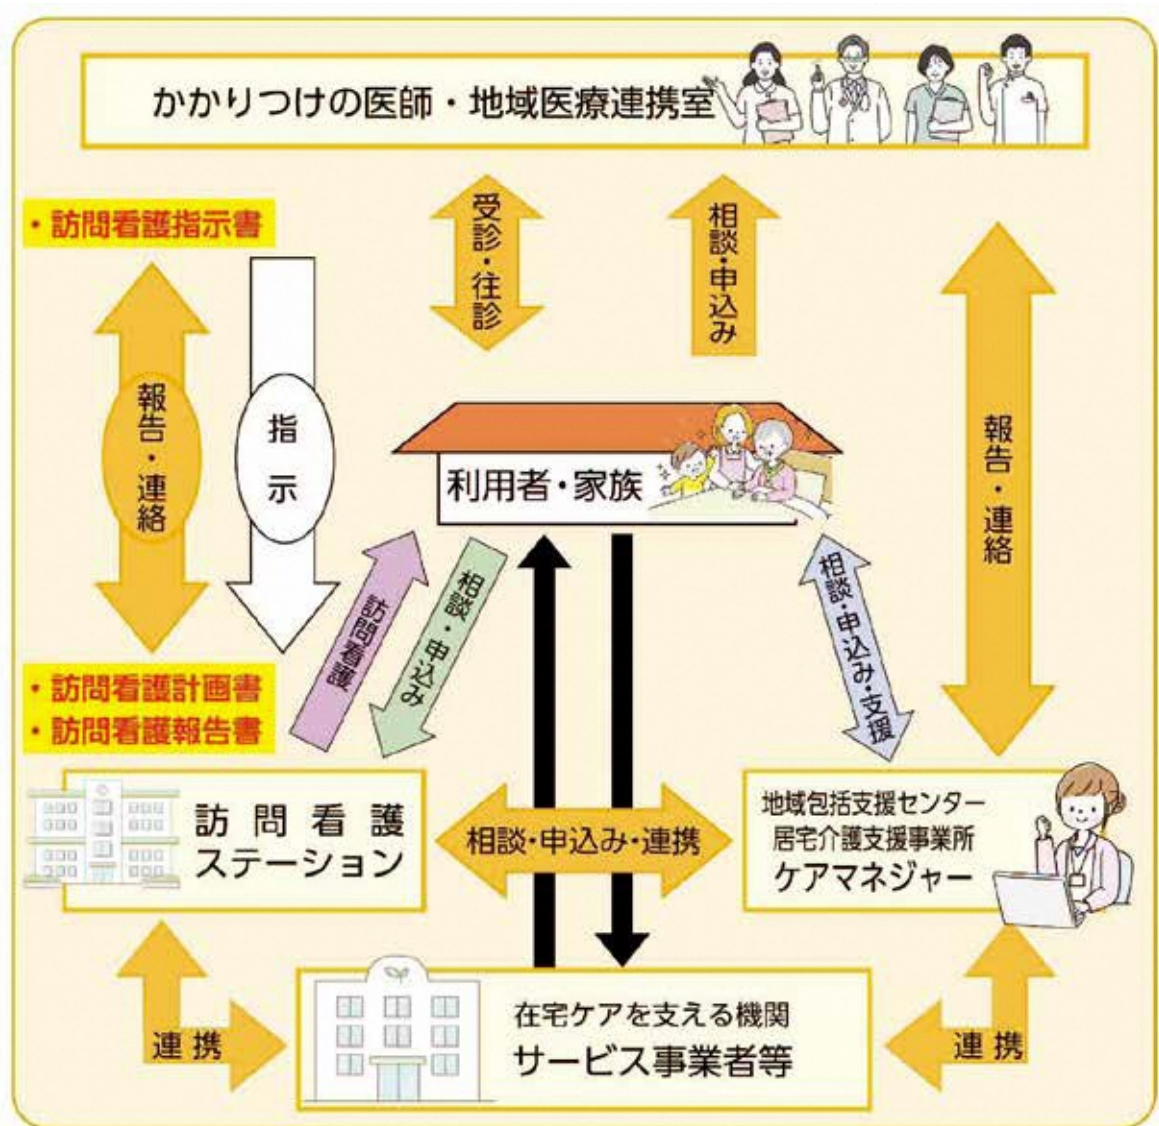 かかりつけの医師・地域医療連携室
・訪問看護指示書
受診・往診
相談・申込み
報告・連絡
指示
報告・連絡
利用者・家族
訪問看護
相談・申込み
相談・申込み・支援
・訪問看護計画書
・訪問看護報告書
訪問看護
ステーション
相談・申込み・連携
地域包括支援センター
居宅介護支援事業所
ケアマネジャー
連携
在宅ケアを支える機関
サービス事業者等
連携